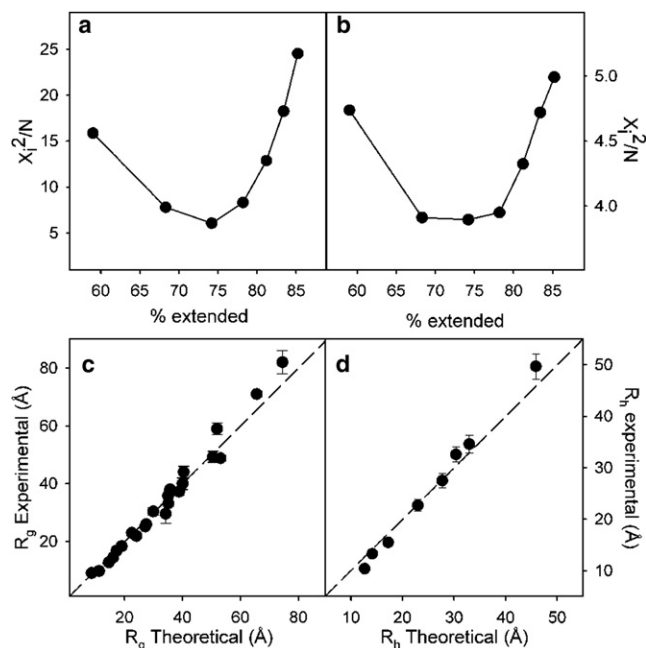 a
b
25
20
15
10
5
X_i^2/N
5.0
4.5
4.0
X_i^2/N
60 65 70 75 80 85
60 65 70 75 80 85
% extended
% extended
c
d
80
60
40
20
R_g Experimental (Å)
50
40
30
20
10
R_h experimental (Å)
20 40 60 80
10 20 30 40 50
R_g Theoretical (Å)
R_h Theoretical (Å)